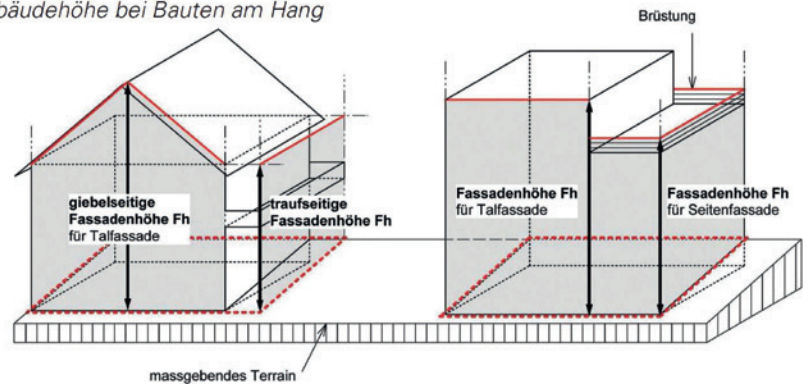 bäudehöhe bei Bauten am Hang
Brüstung
giebelseitige
Fassadenhöhe Fh
für Talfassade
traufseitige
Fassadenhöhe Fh
Fassadenhöhe Fh
für Talfassade
Fassadenhöhe Fh
für Seitenfassade
massgebendes Terrain